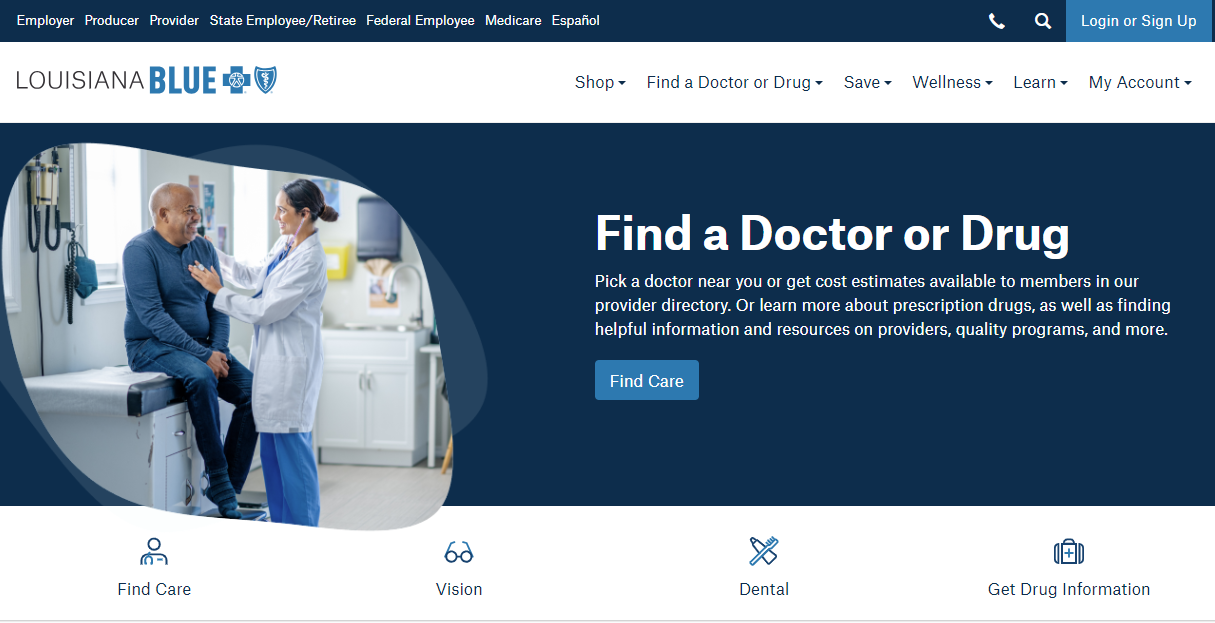 Employer Producer Provider State Employee/Retiree Federal Employee Medicare Español
Login or Sign Up
LOUISIANA BLUE
Shop Find a Doctor or Drug Save Wellness Learn My Account
Find a Doctor or Drug
Pick a doctor near you or get cost estimates available to members in our
provider directory. Or learn more about prescription drugs, as well as finding
helpful information and resources on providers, quality programs, and more.
Find Care
Find Care Vision Dental Get Drug Information